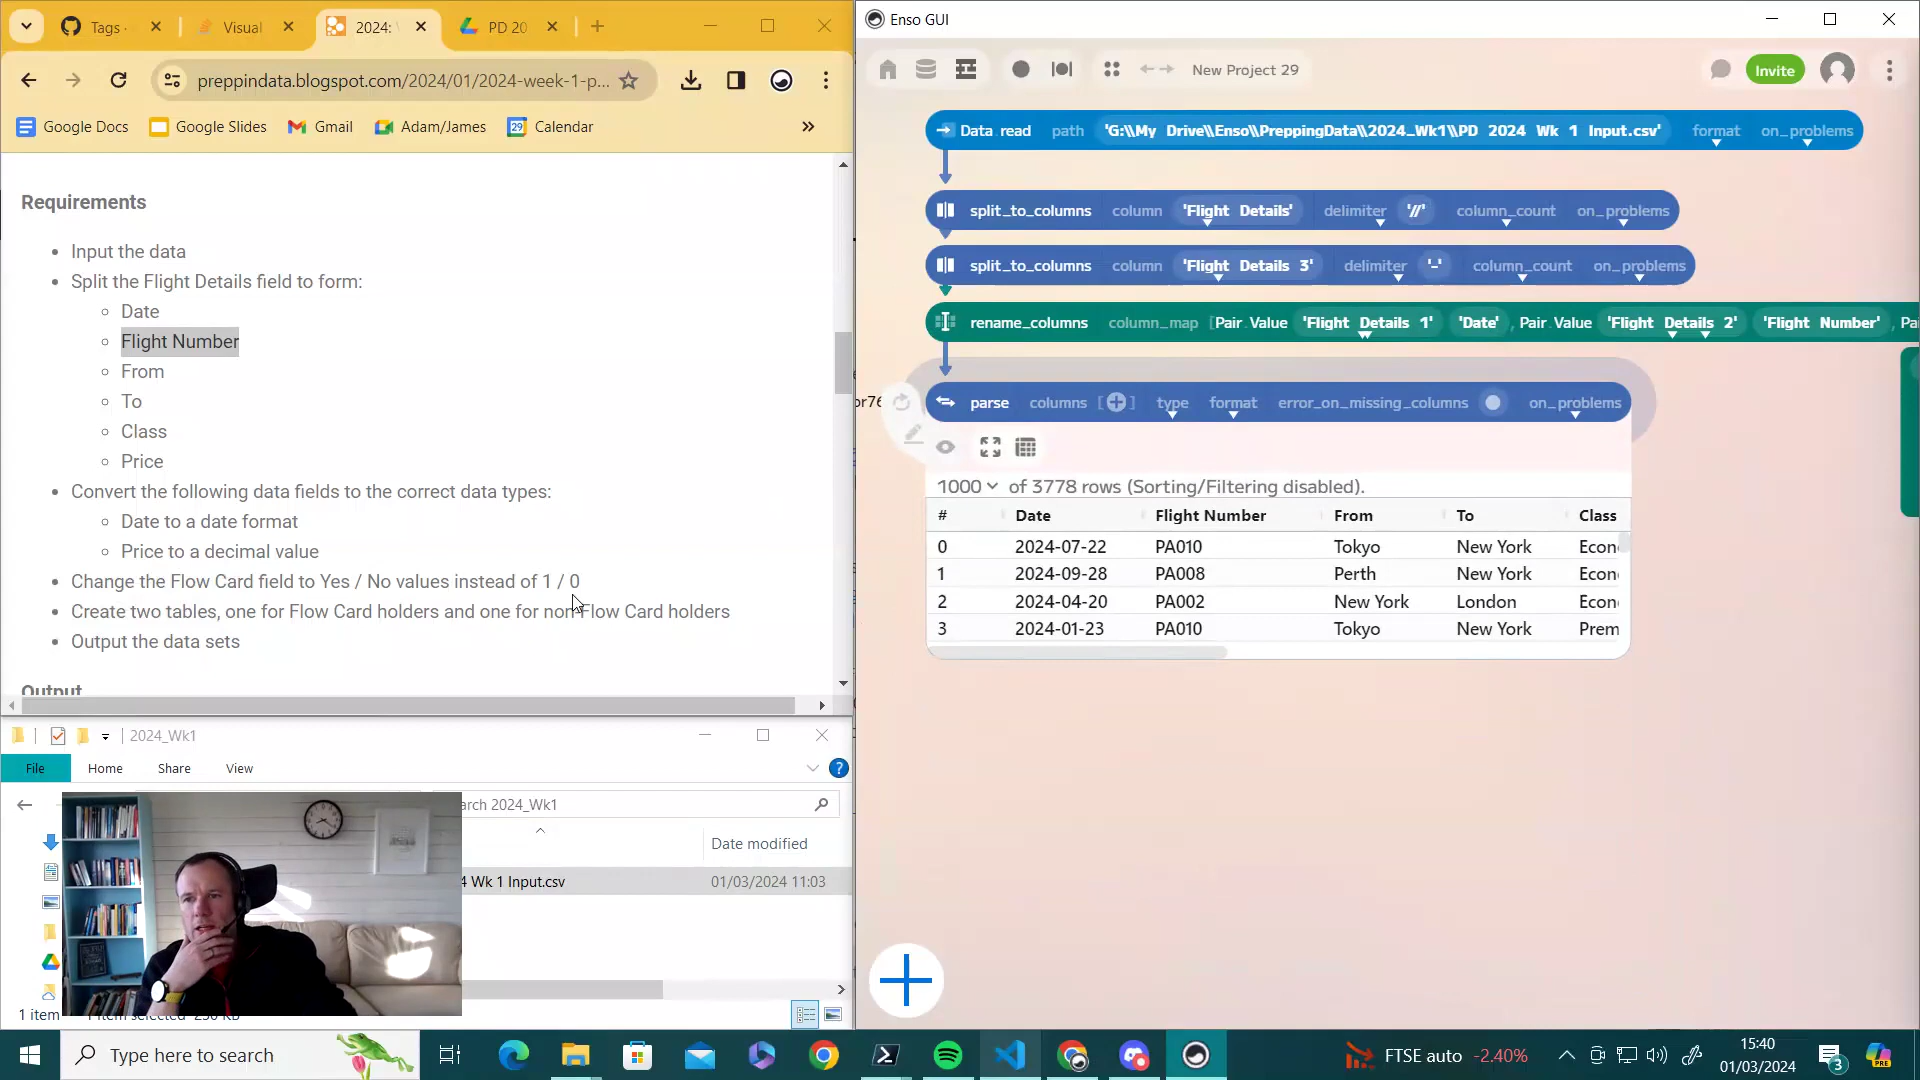 Tags
Visual
2024:
PD 20
Enso GUI
preppindata.blogspot.com/2024/01/2024-week-1-p...
New Project 29
Invite
Google Docs
Google Slides
Gmail
Adam/James
Calendar
Data.read path 'G:\\My Drive\\Enso\\PreppingData\\2024_Wk1\\PD 2024 Wk 1 Input.csv' format on_problems
split_to_columns column 'Flight Details' delimiter '//' column_count on_problems
split_to_columns column 'Flight Details 3' delimiter '-' column_count on_problems
rename_columns column_map [Pair.Value 'Flight Details 1' 'Date', Pair.Value 'Flight Details 2' 'Flight Number', Pa
parse columns [ ] type format error_on_missing_columns on_problems
1000 of 3778 rows (Sorting/Filtering disabled).
# Date Flight Number From To Class
0 2024-07-22 PA010 Tokyo New York Econ
1 2024-09-28 PA008 Perth New York Econ
2 2024-04-20 PA002 New York London Econ
3 2024-01-23 PA010 Tokyo New York Prem
Requirements
Input the data
Split the Flight Details field to form:
Date
Flight Number
From
To
Class
Price
Convert the following data fields to the correct data types:
Date to a date format
Price to a decimal value
Change the Flow Card field to Yes / No values instead of 1 / 0
Create two tables, one for Flow Card holders and one for non-Flow Card holders
Output the data sets
Output
2024_Wk1
File
Home
Share
View
arch 2024_Wk1
Date modified
4 Wk 1 Input.csv
01/03/2024 11:03
1 item
Type here to search
FTSE auto -2.40%
15:40
01/03/2024
3
PRE